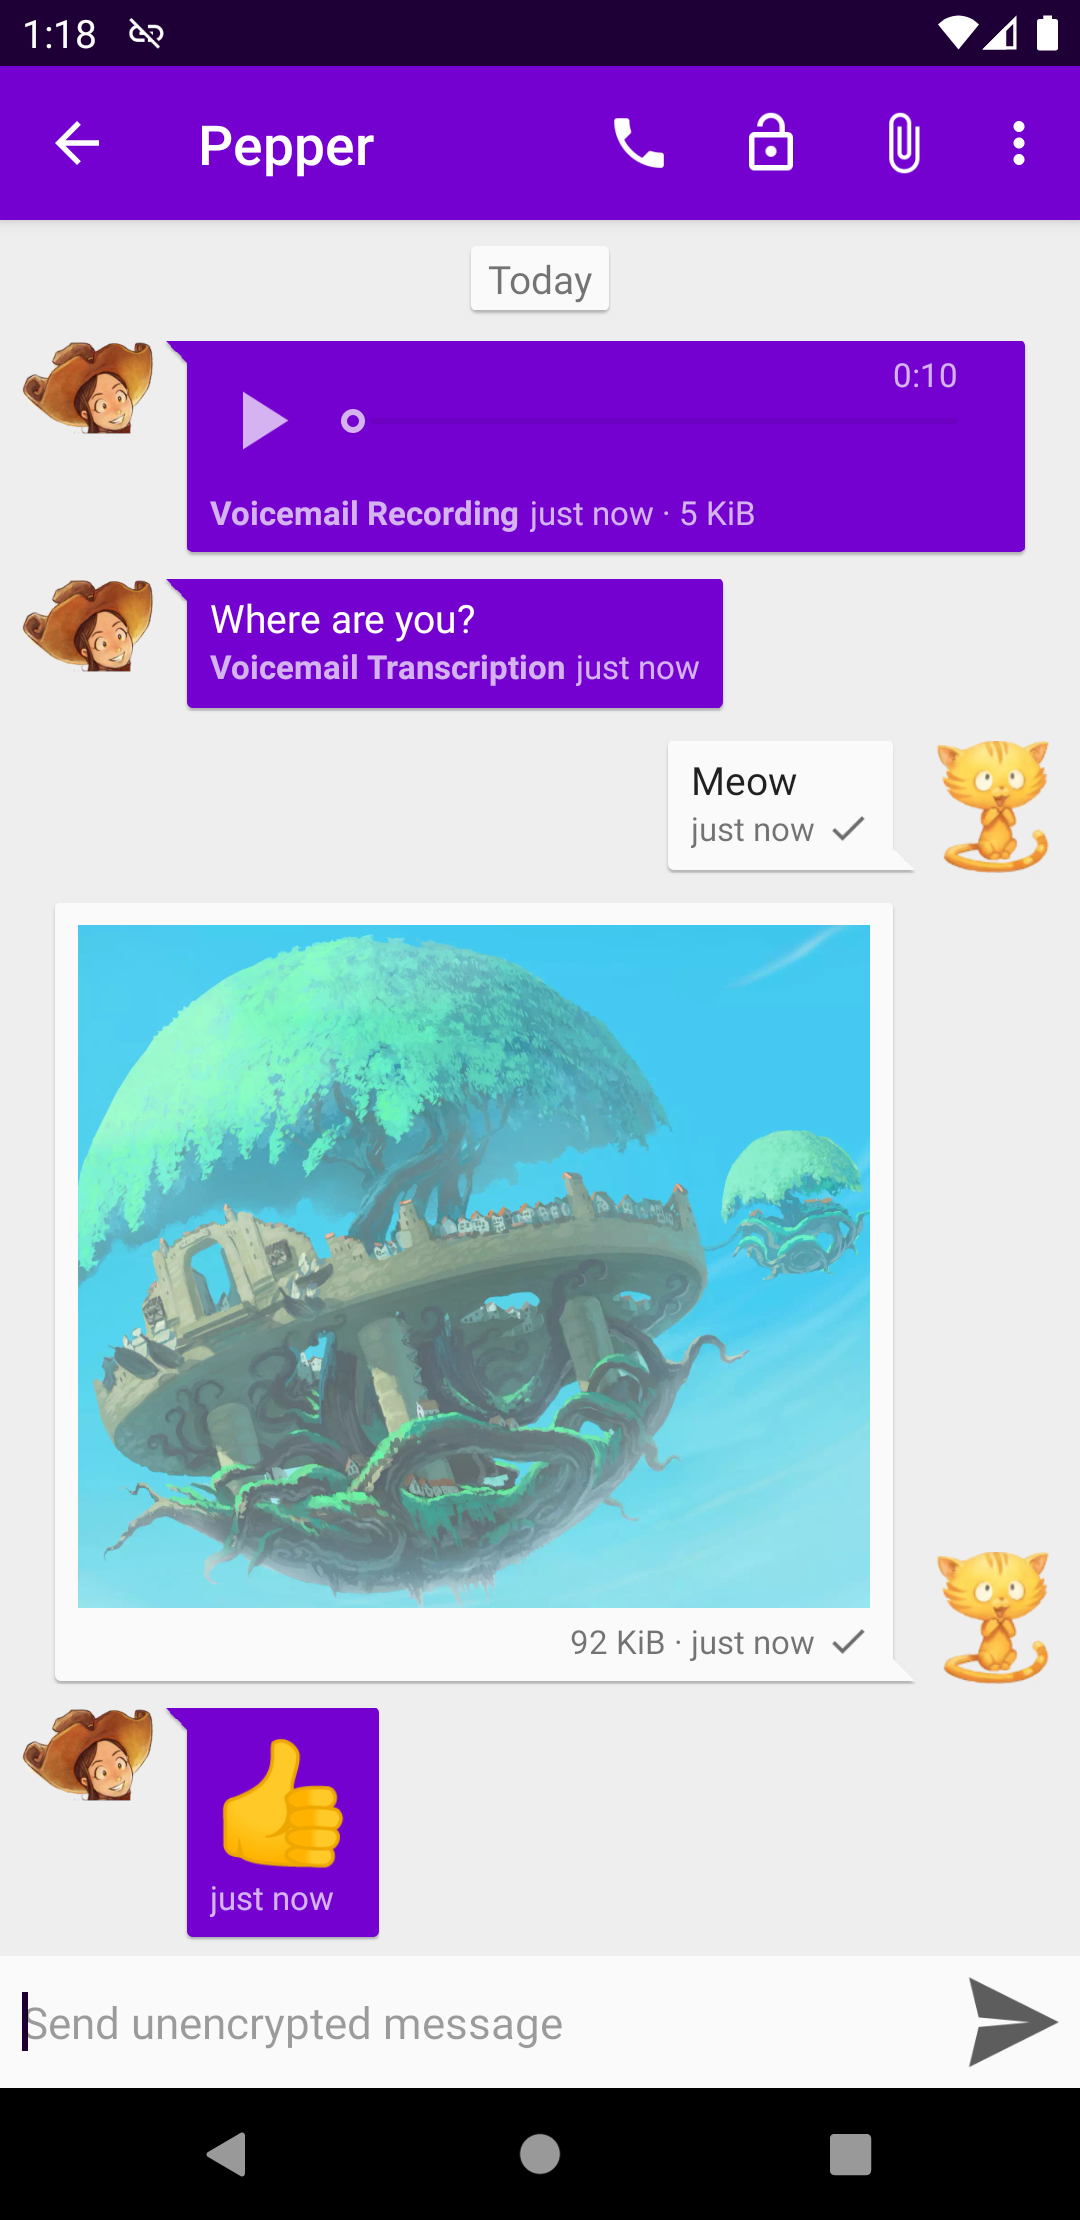 1:18
Pepper
Today
0:10
Voicemail Recording just now · 5 KiB
Where are you?
Voicemail Transcription just now
Meow
just now
92 KiB · just now
just now
Send unencrypted message